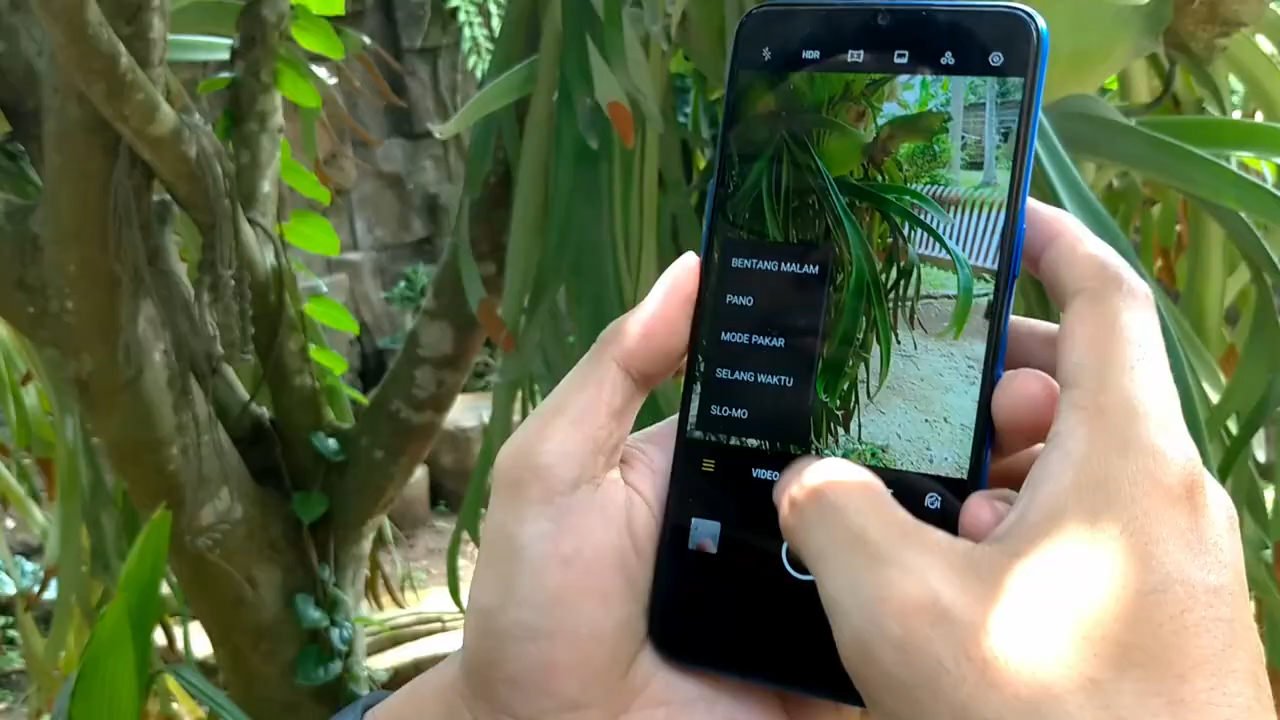 HDR
BENTANG MALAM
PANO
MODE PAKAR
SELANG WAKTU
SLO-MO
VIDEO